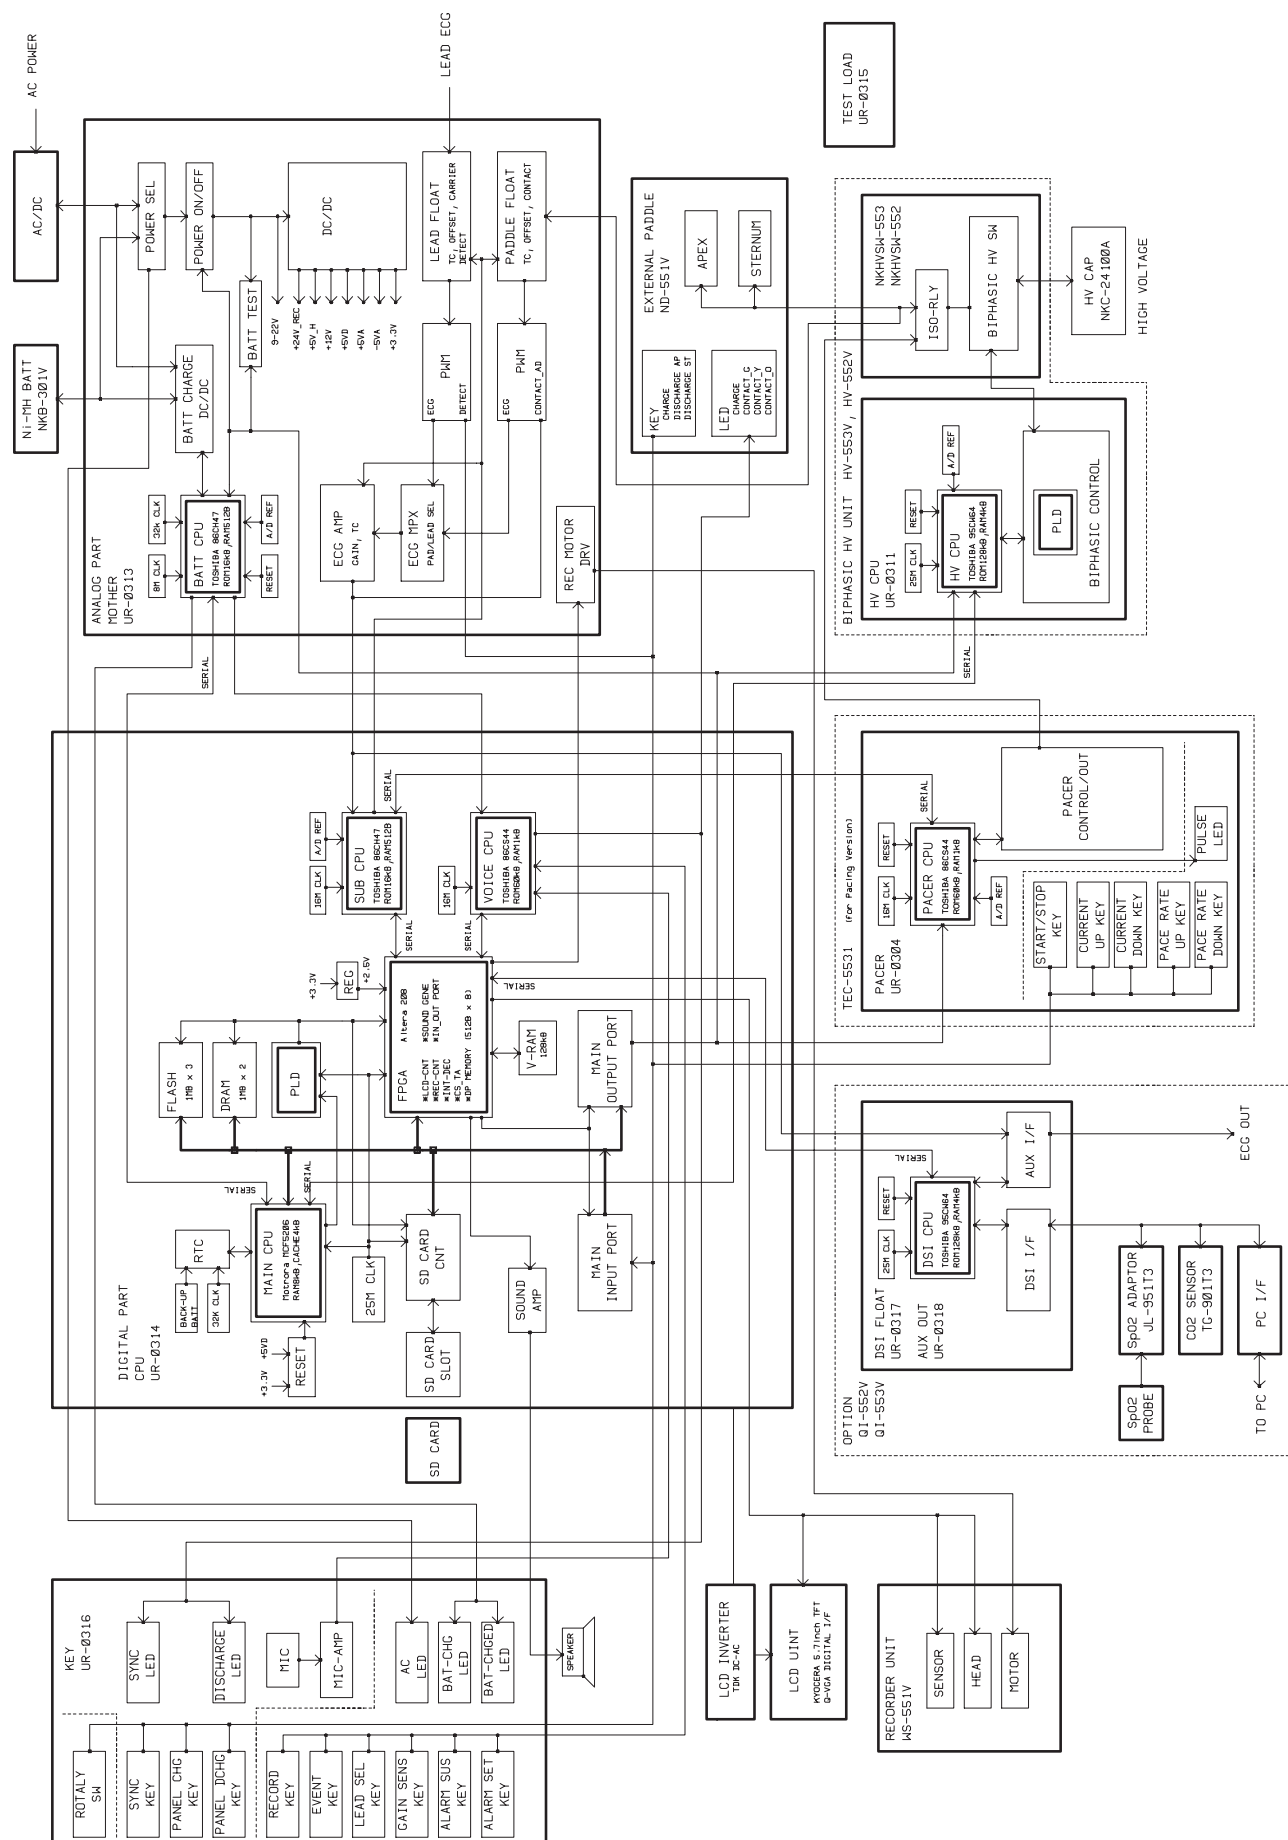 KEY
UR-0316
ROTALY
SW
SYNC
KEY
PANEL CHG
KEY
PANEL DCHG
KEY
RECORD
KEY
EVENT
KEY
LEAD SEL
KEY
GAIN SENS
KEY
ALARM SUS
KEY
ALARM SET
KEY
SYNC
LED
DISCHARGE
LED
MIC
MIC-AMP
AC
LED
BAT-CHG
LED
BAT-CHGED
LED
SPEAKER
SD CARD
LCD INVERTER
TDK DC-AC
LCD UINT
KYOCERA 5.7inch TFT
Q-VGA DIGITAL I/F
RECORDER UNIT
WS-551V
SENSOR
HEAD
MOTOR
DIGITAL PART
CPU
UR-0314
BACK-UP
BATT
32K CLK
RTC
+3.3V
+5VD
RESET
MAIN CPU
Motrora MCF5206
RAM8kB,CACHE4kB
SERIAL
SERIAL
25M CLK
SD CARD
CNT
SD CARD
SLOT
SOUND
AMP
MAIN
INPUT PORT
FLASH
1MB × 3
DRAM
1MB × 2
PLD
+3.3V
REG
+2.5V
FPGA
Altera 208
*LCD-CNT
*SOUND GENE
*REC-CNT
*IN_OUT PORT
*INT-DEC
*CS_TA
*DP MEMORY (512B × 8)
SERIAL
SERIAL
SERIAL
V-RAM
128kB
MAIN
OUTPUT PORT
16M CLK
A/D REF
SUB CPU
TOSHIBA 86CH47
ROM16kB,RAM512B
SERIAL
16M CLK
VOICE CPU
TOSHIBA 86CS44
ROM60kB,RAM1kB
ANALOG PART
MOTHER
UR-0313
8M CLK
32k CLK
BATT CPU
TOSHIBA 86CH47
ROM16kB,RAM512B
RESET
A/D REF
SERIAL
Ni-MH BATT
NKB-301V
AC/DC
AC POWER
BATT CHARGE
DC/DC
POWER SEL
POWER ON/OFF
BATT TEST
DC/DC
9-22V
+24V_REC
+5V_H
+12V
+5VD
+5VA
-5VA
+3.3V
LEAD ECG
LEAD FLOAT
TC, OFFSET, CARRIER
DETECT
PADDLE FLOAT
TC, OFFSET, CONTACT
PWM
ECG
DETECT
PWM
ECG
CONTACT_AD
ECG AMP
GAIN, TC
ECG MPX
PAD/LEAD SEL
REC MOTOR
DRV
EXTERNAL PADDLE
ND-551V
KEY
CHARGE
DISCHARGE AP
DISCHARGE ST
LED
CHARGE
CONTACT_G
CONTACT_Y
CONTACT_O
APEX
STERNUM
TEST LOAD
UR-0315
BIPHASIC HV UNIT
HV-553V, HV-552V
HV CPU
UR-0311
25M CLK
RESET
A/D REF
HV CPU
TOSHIBA 95CW64
ROM128kB,RAM4kB
SERIAL
PLD
BIPHASIC CONTROL
NKHVSW-553
NKHVSW-552
ISO-RLY
BIPHASIC HV SW
HV CAP
NKC-24100A
HIGH VOLTAGE
TEC-5531
(For Pacing Version)
PACER
UR-0304
16M CLK
RESET
PACER CPU
TOSHIBA 86CS44
ROM60kB,RAM1kB
SERIAL
A/D REF
PACER
CONTROL/OUT
PULSE
LED
START/STOP
KEY
CURRENT
UP KEY
CURRENT
DOWN KEY
PACE RATE
UP KEY
PACE RATE
DOWN KEY
OPTION
QI-552V
QI-553V
DSI FLOAT
UR-0317
AUX OUT
UR-0318
25M CLK
RESET
SERIAL
DSI CPU
TOSHIBA 95CW64
ROM128kB,RAM4kB
DSI I/F
AUX I/F
ECG OUT
SpO2
PROBE
SpO2 ADAPTOR
JL-951T3
CO2 SENSOR
TG-901T3
PC I/F
TO PC